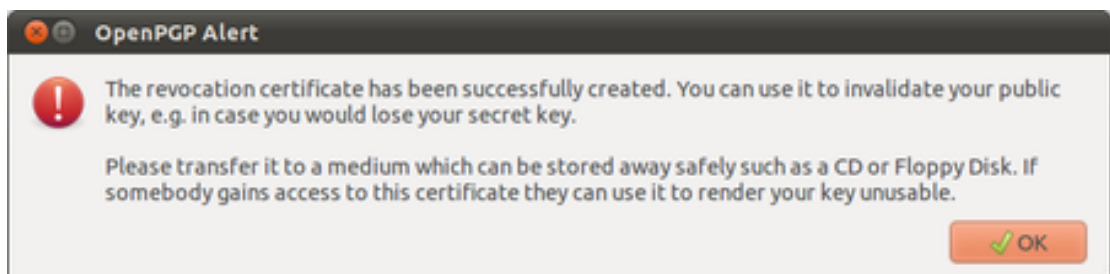 OpenPGP Alert
The revocation certificate has been successfully created. You can use it to invalidate your public
key, e.g. in case you would lose your secret key.
Please transfer it to a medium which can be stored away safely such as a CD or Floppy Disk. If
somebody gains access to this certificate they can use it to render your key unusable.
OK